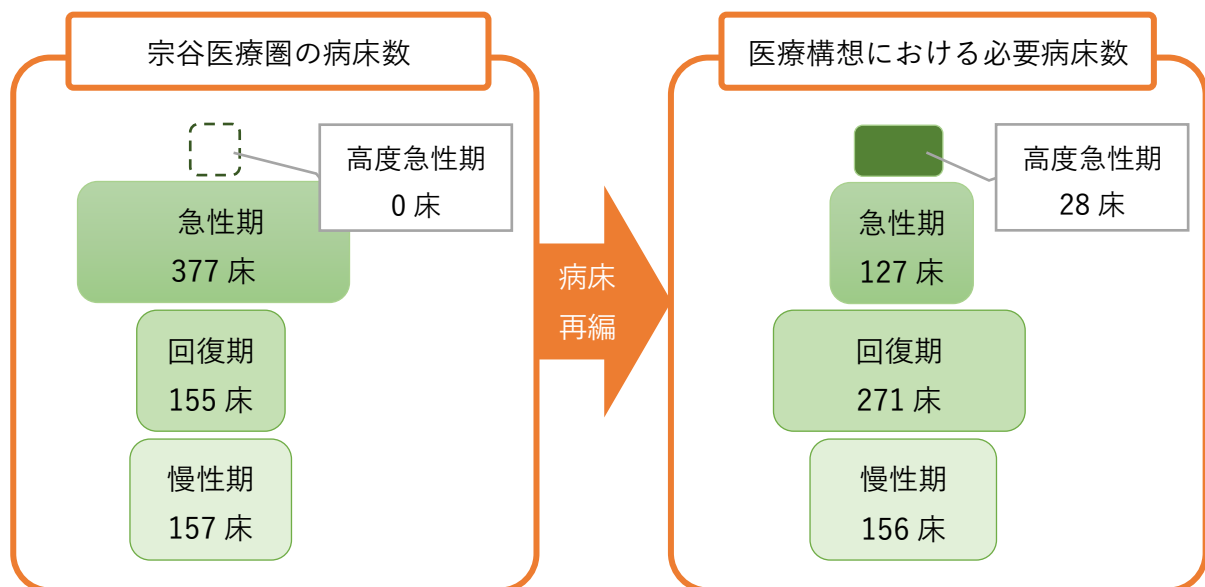 宗谷医療圏の病床数
高度急性期
0 床
急性期
377 床
回復期
155 床
慢性期
157 床
病床
再編
医療構想における必要病床数
高度急性期
28 床
急性期
127 床
回復期
271 床
慢性期
156 床